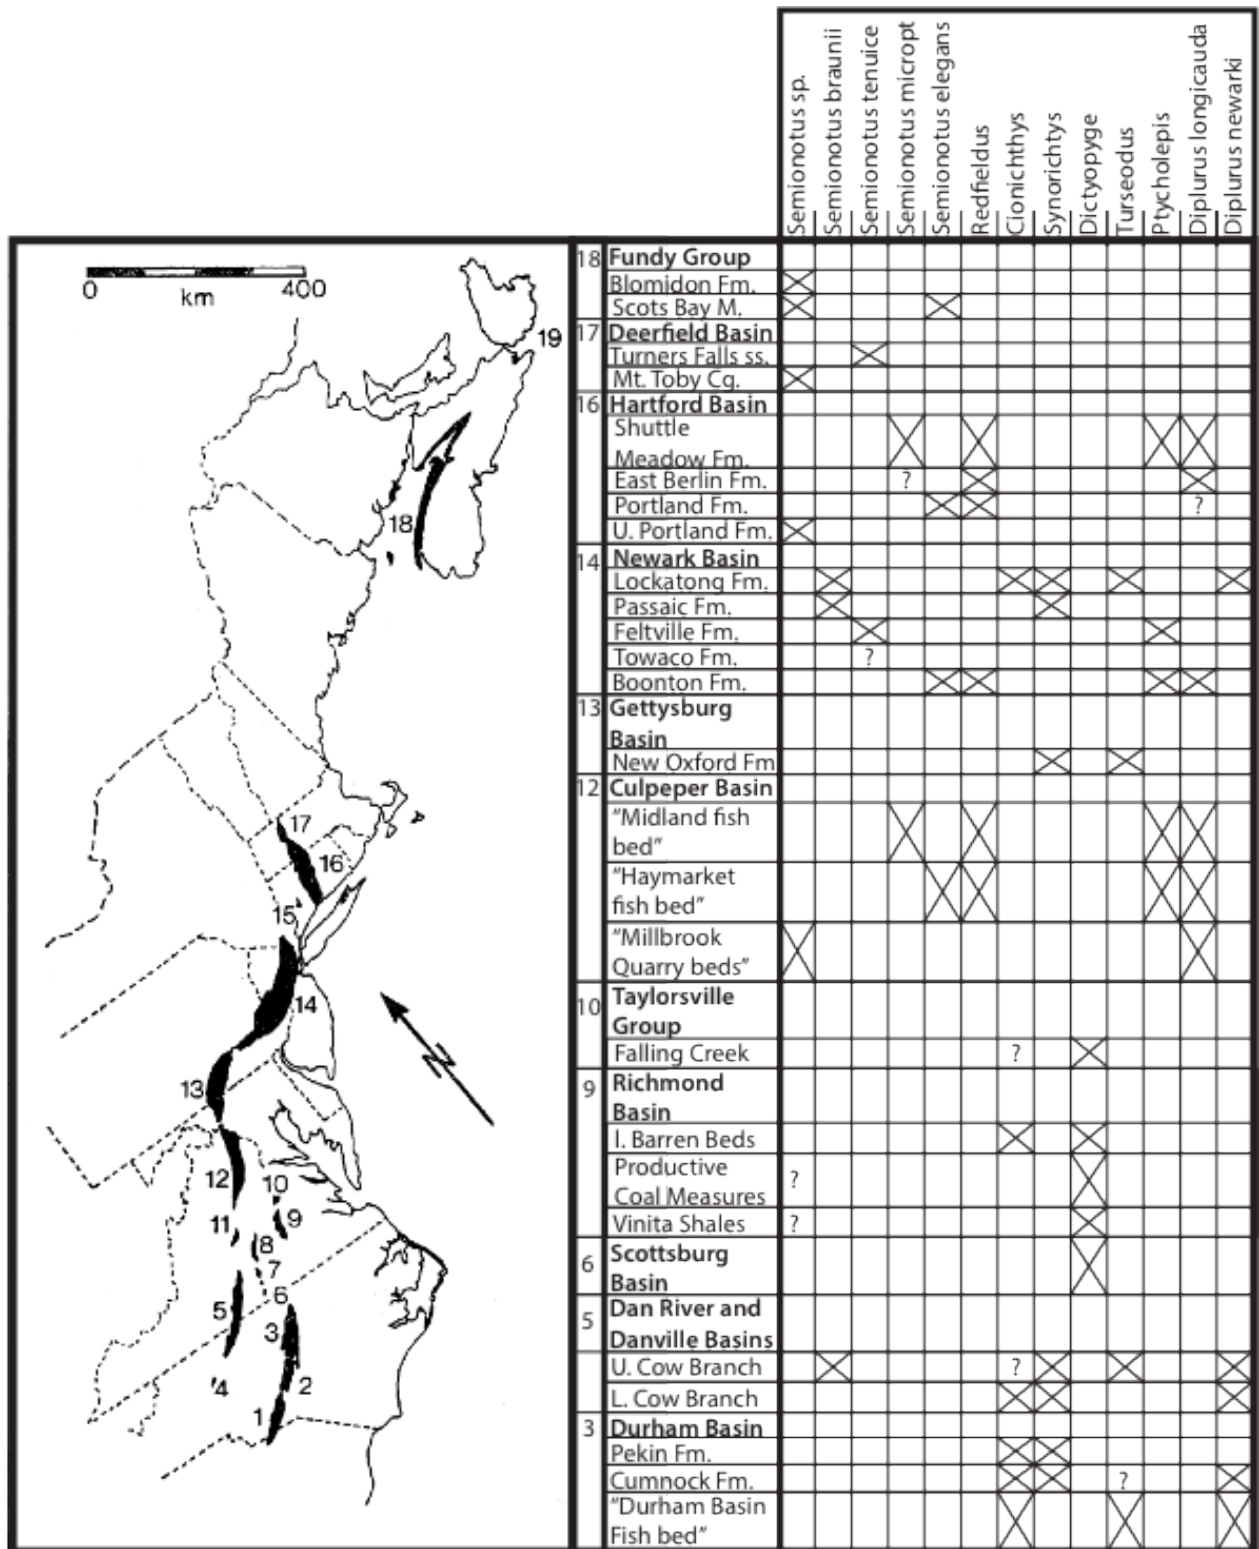 Semionotus sp.
Semionotus braunii
Semionotus tenuice
Semionotus micropt
Semionotus elegans
Redfieldus
Cionichthys
Synorichtys
Dictyopyge
Turseodus
Ptycholepis
Diplurus longicauda
Diplurus newarki
0 400
km
19
18
17
16
15
14
13
12
10
11
9
8
7
6
5
3
4
2
1
N
18 Fundy Group
Blomidon Fm.
Scots Bay M.
17 Deerfield Basin
Turners Falls ss.
Mt. Toby Cg.
16 Hartford Basin
Shuttle
Meadow Fm.
East Berlin Fm. ?
Portland Fm. ?
U. Portland Fm.
14 Newark Basin
Lockatong Fm.
Passaic Fm.
Feltville Fm.
Towaco Fm. ?
Boonton Fm.
13 Gettysburg
Basin
New Oxford Fm
12 Culpeper Basin
"Midland fish
bed"
"Haymarket
fish bed"
"Millbrook
Quarry beds"
10 Taylorsville
Group
Falling Creek ?
9 Richmond
Basin
l. Barren Beds
Productive
Coal Measures ?
Vinita Shales ?
6 Scottsburg
Basin
5 Dan River and
Danville Basins
U. Cow Branch ?
L. Cow Branch
3 Durham Basin
Pekin Fm.
Cumnock Fm. ?
"Durham Basin
Fish bed"